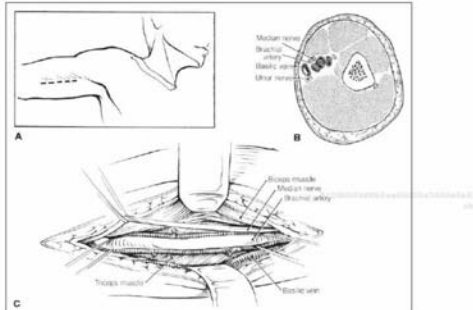 Median nerve
Brachial
artery
Basilic vein
Ulnar nerve
A
B
Biceps muscle
Median nerve
Brachial artery
Triceps muscle
Basilic vein
C